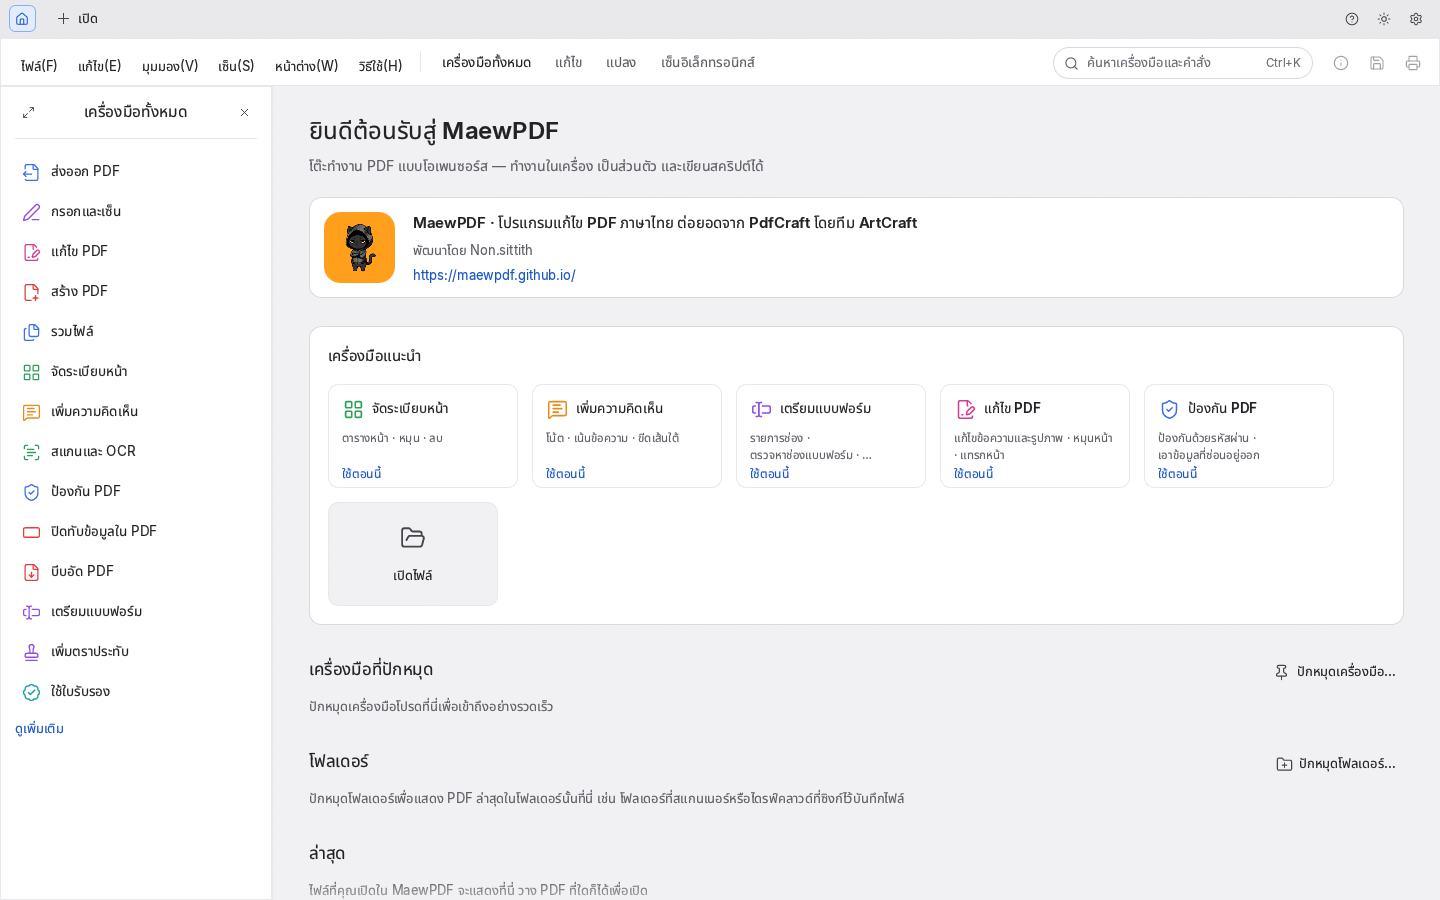 เปิด
ไฟล์(F) แก้ไข(E) มุมมอง(V) เซ็น(S) หน้าต่าง(W) วิธีใช้(H) เครื่องมือทั้งหมด แก้ไข แปลง เซ็นอิเล็กทรอนิกส์ ค้นหาเครื่องมือและคำสั่ง Ctrl+K
เครื่องมือทั้งหมด
ส่งออก PDF
กรอกและเซ็น
แก้ไข PDF
สร้าง PDF
รวมไฟล์
จัดระเบียบหน้า
เพิ่มความคิดเห็น
สแกนและ OCR
ป้องกัน PDF
ปิดทับข้อมูลใน PDF
บีบอัด PDF
เตรียมแบบฟอร์ม
เพิ่มตราประทับ
ใช้ใบรับรอง
ดูเพิ่มเติม
ยินดีต้อนรับสู่ MaewPDF
โต๊ะทำงาน PDF แบบโอเพนซอร์ส — ทำงานในเครื่อง เป็นส่วนตัว และเขียนสคริปต์ได้
MaewPDF · โปรแกรมแก้ไข PDF ภาษาไทย ต่อยอดจาก PdfCraft โดยทีม ArtCraft
พัฒนาโดย Non.sittith
https://maewpdf.github.io/
เครื่องมือแนะนำ
จัดระเบียบหน้า
ตารางหน้า · หมุน · ลบ
ใช้ตอนนี้
เพิ่มความคิดเห็น
โน้ต · เน้นข้อความ · ขีดเส้นใต้
ใช้ตอนนี้
เตรียมแบบฟอร์ม
รายการช่อง ·
ตรวจหาช่องแบบฟอร์ม · ...
ใช้ตอนนี้
แก้ไข PDF
แก้ไขข้อความและรูปภาพ · หมุนหน้า
· แทรกหน้า
ใช้ตอนนี้
ป้องกัน PDF
ป้องกันด้วยรหัสผ่าน ·
เอาข้อมูลที่ซ่อนอยู่ออก
ใช้ตอนนี้
เปิดไฟล์
เครื่องมือที่ปักหมุด
ปักหมุดเครื่องมือ...
ปักหมุดเครื่องมือโปรดที่นี่เพื่อเข้าถึงอย่างรวดเร็ว
โฟลเดอร์
ปักหมุดโฟลเดอร์...
ปักหมุดโฟลเดอร์เพื่อแสดง PDF ล่าสุดในโฟลเดอร์นั้นที่นี่ เช่น โฟลเดอร์ที่สแกนเนอร์หรือไดรฟ์คลาวด์ที่ซิงก์ไว้บันทึกไฟล์
ล่าสุด
ไฟล์ที่คุณเปิดใน MaewPDF จะแสดงที่นี่ วาง PDF ที่ใดก็ได้เพื่อเปิด